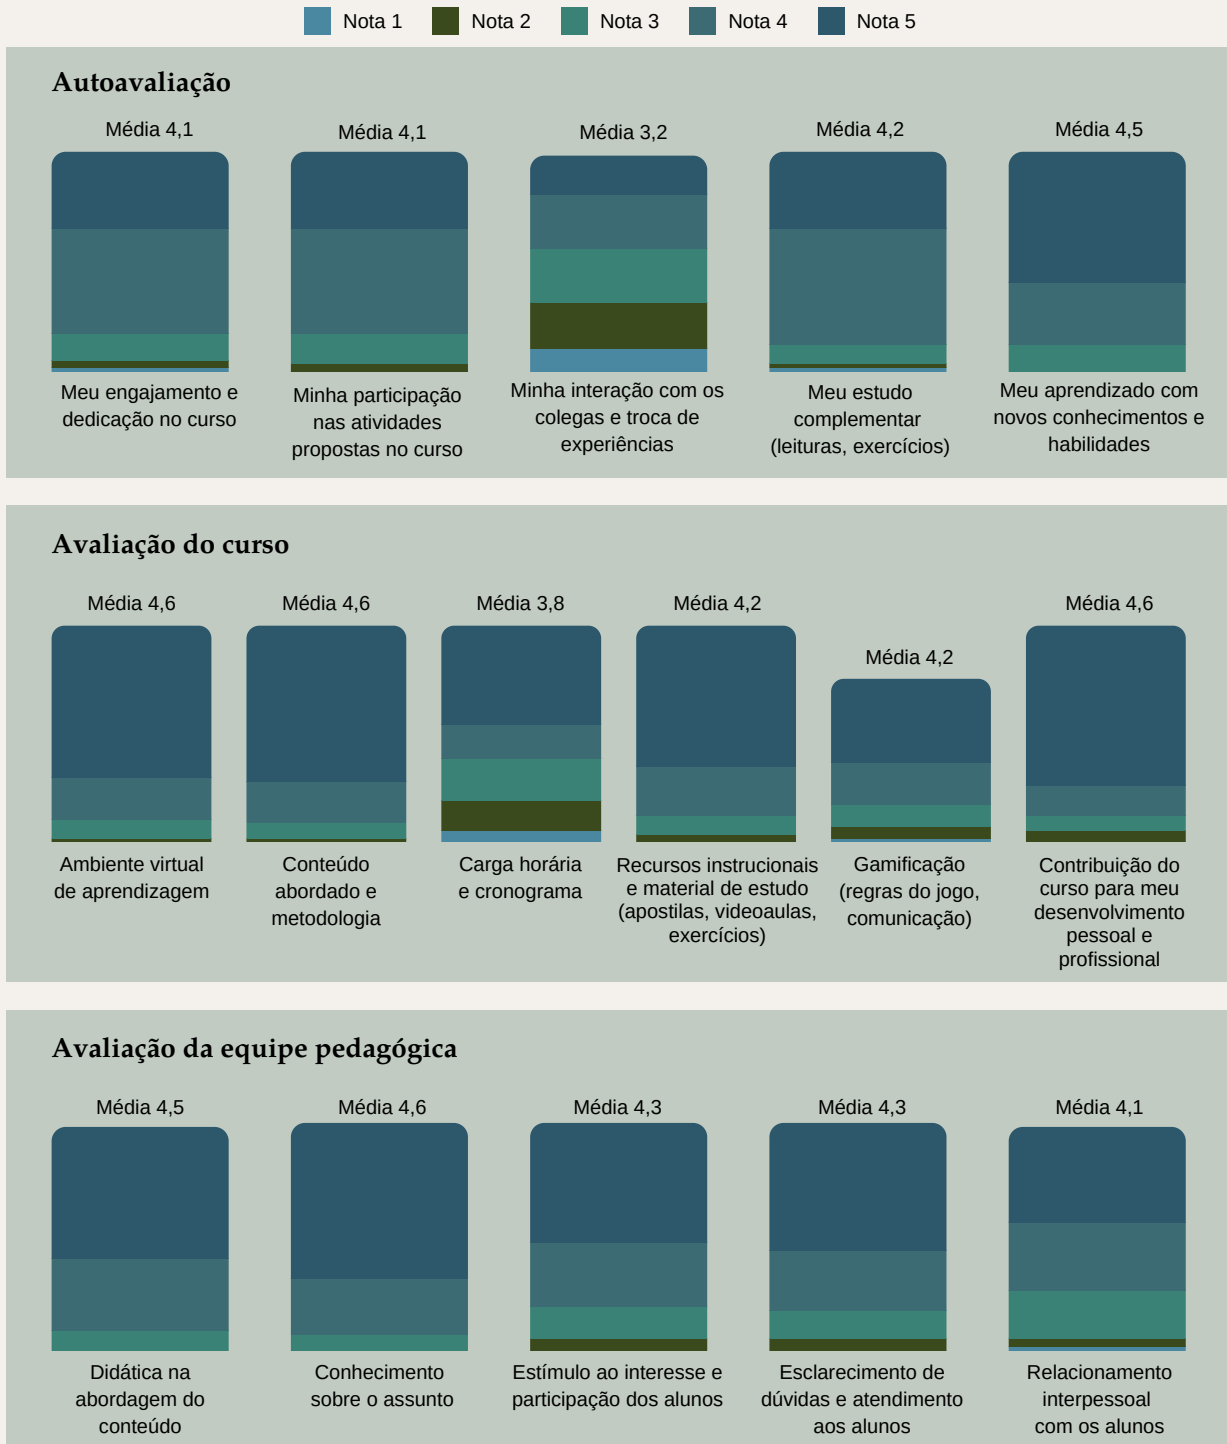 Nota 1 Nota 2 Nota 3 Nota 4 Nota 5
Autoavaliação
Média 4,1
Média 4,1
Média 3,2
Média 4,2
Média 4,5
Meu engajamento e
dedicação no curso
Minha participação
nas atividades
propostas no curso
Minha interação com os
colegas e troca de
experiências
Meu estudo
complementar
(leituras, exercícios)
Meu aprendizado com
novos conhecimentos e
habilidades
Avaliação do curso
Média 4,6
Média 4,6
Média 3,8
Média 4,2
Média 4,2
Média 4,6
Ambiente virtual
de aprendizagem
Conteúdo
abordado e
metodologia
Carga horária
e cronograma
Recursos instrucionais
e material de estudo
(apostilas, videoaulas,
exercícios)
Gamificação
(regras do jogo,
comunicação)
Contribuição do
curso para meu
desenvolvimento
pessoal e
profissional
Avaliação da equipe pedagógica
Média 4,5
Média 4,6
Média 4,3
Média 4,3
Média 4,1
Didática na
abordagem do
conteúdo
Conhecimento
sobre o assunto
Estímulo ao interesse e
participação dos alunos
Esclarecimento de
dúvidas e atendimento
aos alunos
Relacionamento
interpessoal
com os alunos